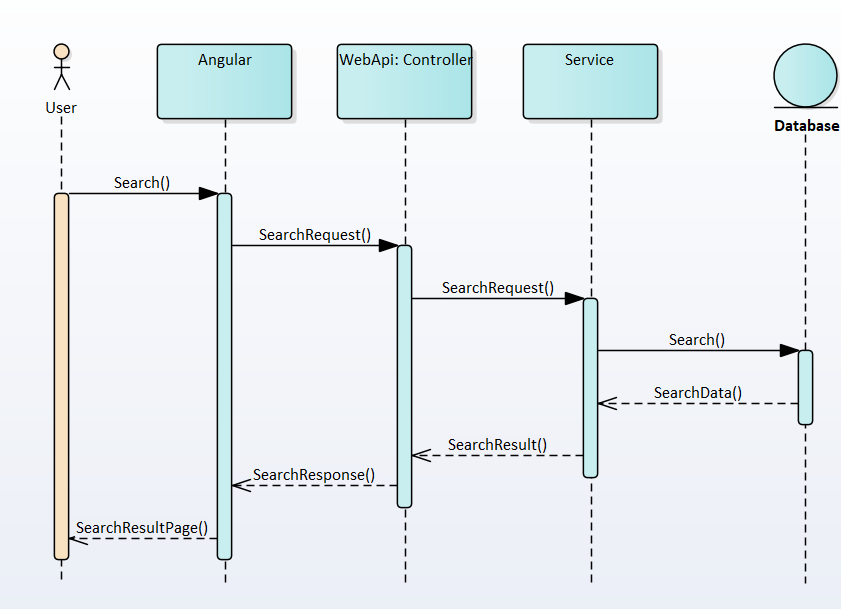 Angular
WebApi: Controller
Service
User
Database
Search()
SearchRequest()
SearchRequest()
Search()
SearchData()
SearchResult()
SearchResponse()
SearchResultPage()